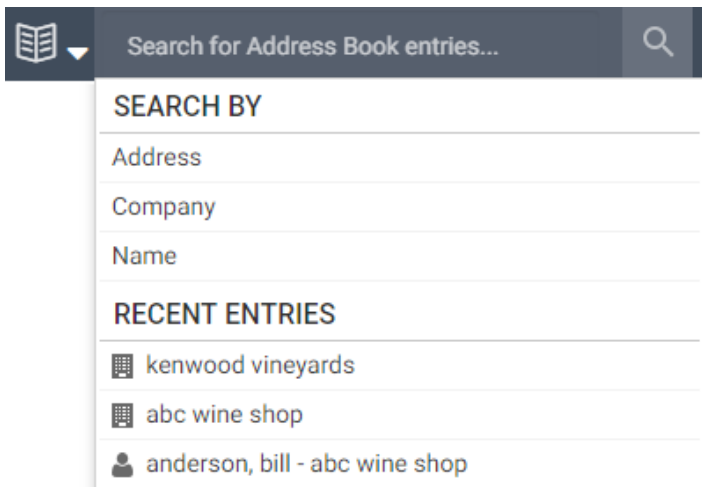 Search for Address Book entries...
SEARCH BY
Address
Company
Name
RECENT ENTRIES
kenwood vineyards
abc wine shop
anderson, bill - abc wine shop